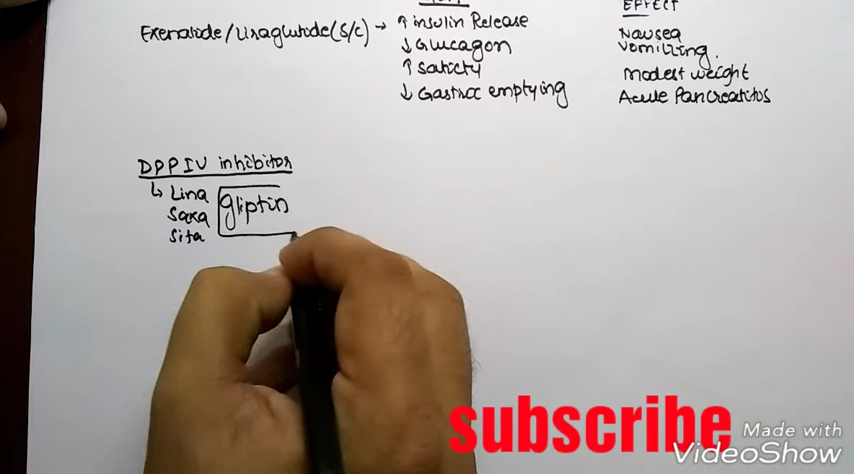 EFFECT
Exenatide/Liraglutide(S/C) → ↑ insulin Release
↓ Glucagon
↑ Satiety
↓ Gastric emptying
Nausea
Vomitting.
Modest weight
Acute Pancreatitis
DPP IV inhibitor
↳ Lina
Saxa
Sita
Gliptin
subscribe
Made with
VideoShow